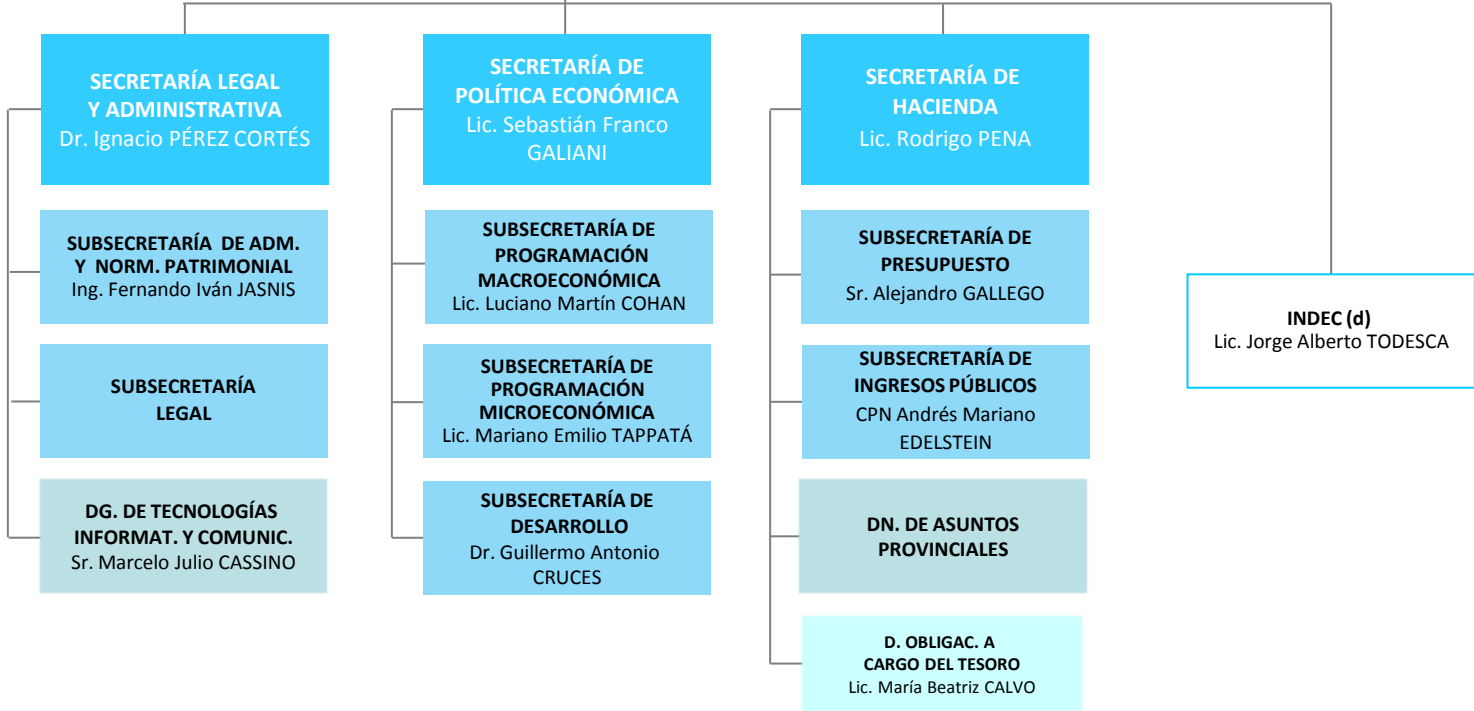 SECRETARÍA LEGAL
Y ADMINISTRATIVA
Dr. Ignacio PÉREZ CORTÉS
SUBSECRETARÍA DE ADM.
Y NORM. PATRIMONIAL
Ing. Fernando Iván JASNIS
SUBSECRETARÍA
LEGAL
DG. DE TECNOLOGÍAS
INFORMAT. Y COMUNIC.
Sr. Marcelo Julio CASSINO
SECRETARÍA DE
POLÍTICA ECONÓMICA
Lic. Sebastián Franco
GALIANI
SUBSECRETARÍA DE
PROGRAMACIÓN
MACROECONÓMICA
Lic. Luciano Martín COHAN
SUBSECRETARÍA DE
PROGRAMACIÓN
MICROECONÓMICA
Lic. Mariano Emilio TAPPATÁ
SUBSECRETARÍA DE
DESARROLLO
Dr. Guillermo Antonio
CRUCES
SECRETARÍA DE
HACIENDA
Lic. Rodrigo PENA
SUBSECRETARÍA DE
PRESUPUESTO
Sr. Alejandro GALLEGO
SUBSECRETARÍA DE
INGRESOS PÚBLICOS
CPN Andrés Mariano
EDELSTEIN
DN. DE ASUNTOS
PROVINCIALES
D. OBLIGAC. A
CARGO DEL TESORO
Lic. María Beatriz CALVO
INDEC (d)
Lic. Jorge Alberto TODESCA